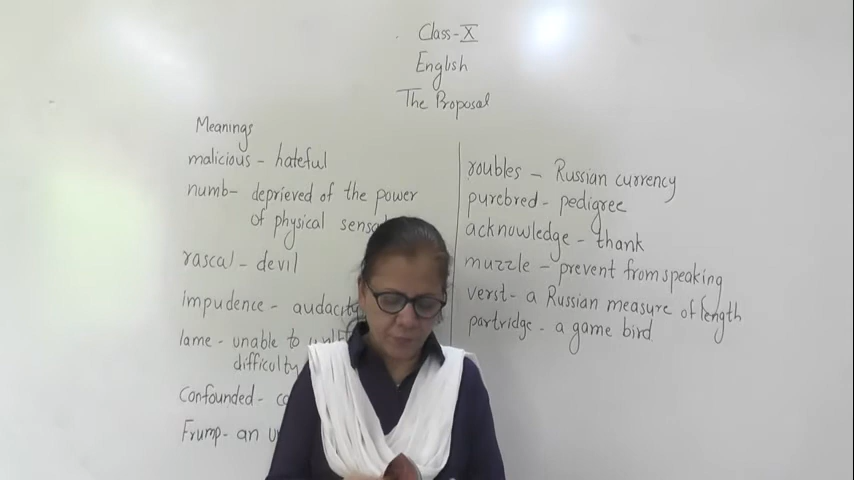 Class-X
English
The Proposal
Meanings
malicious - hateful
numb- deprieved of the power
of physical
rascal - devil
impudence - audacity
lame - unable to
difficulty
Confounded -
Frump- an
roubles - Russian currency
purebred - pedigree
acknowledge - thank
muzzle - prevent from speaking
verst - a Russian measure of length
partridge - a game bird